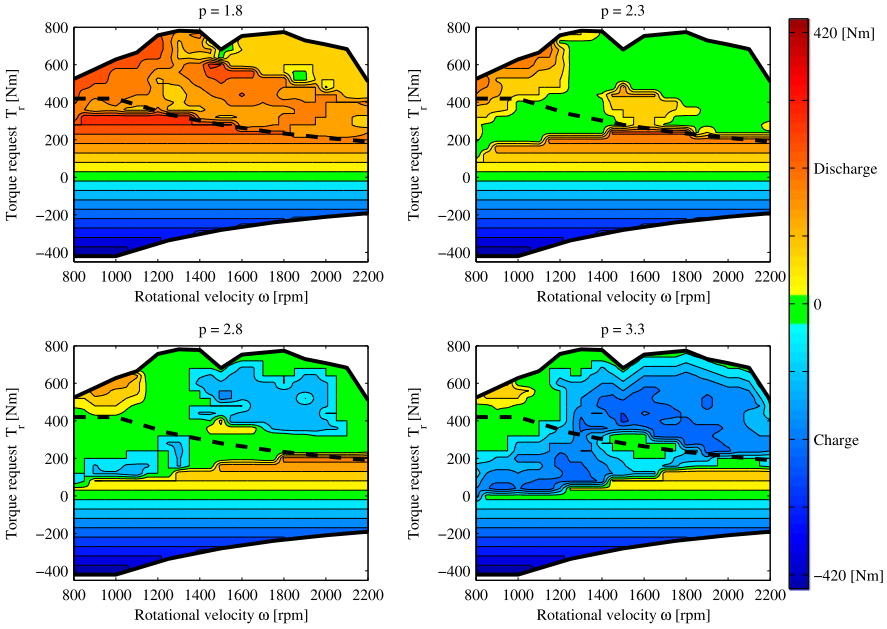 p = 1.8
800
600
400
200
0
−200
−400
Torque request T_r [Nm]
800 1000 1200 1400 1600 1800 2000 2200
Rotational velocity ω [rpm]
p = 2.3
800
600
400
200
0
−200
−400
Torque request T_r [Nm]
800 1000 1200 1400 1600 1800 2000 2200
Rotational velocity ω [rpm]
p = 2.8
800
600
400
200
0
−200
−400
Torque request T_r [Nm]
800 1000 1200 1400 1600 1800 2000 2200
Rotational velocity ω [rpm]
p = 3.3
800
600
400
200
0
−200
−400
Torque request T_r [Nm]
800 1000 1200 1400 1600 1800 2000 2200
Rotational velocity ω [rpm]
420 [Nm]
Discharge
0
Charge
−420 [Nm]